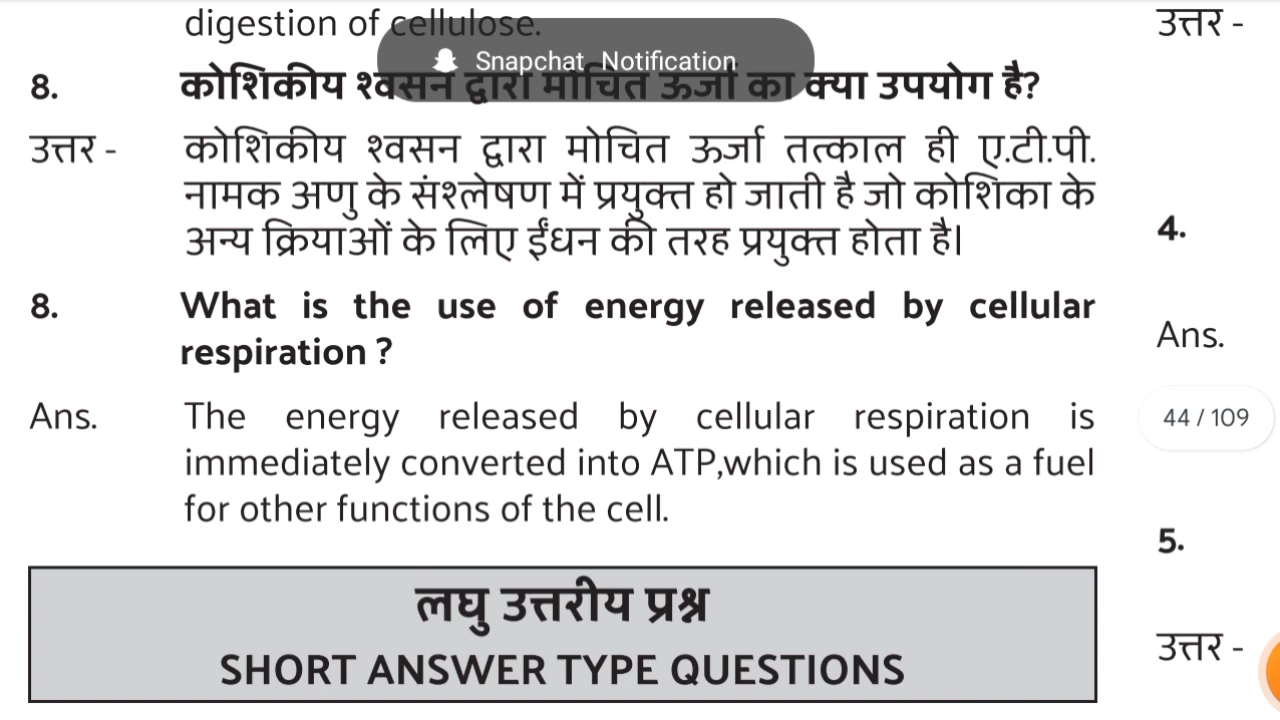 digestion of cellulose.
Snapchat Notification
8. कोशिकीय श्वसन द्वारा मोचित ऊर्जा का क्या उपयोग है?
उत्तर - कोशिकीय श्वसन द्वारा मोचित ऊर्जा तत्काल ही ए.टी.पी.
नामक अणु के संश्लेषण में प्रयुक्त हो जाती है जो कोशिका के
अन्य क्रियाओं के लिए ईंधन की तरह प्रयुक्त होता है।
8. What is the use of energy released by cellular
respiration ?
Ans. The energy released by cellular respiration is
immediately converted into ATP,which is used as a fuel
for other functions of the cell.
लघु उत्तरीय प्रश्न
SHORT ANSWER TYPE QUESTIONS
उत्तर -
4.
Ans.
44 / 109
5.
उत्तर -